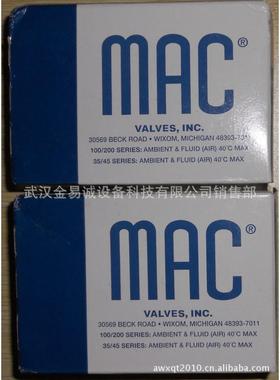 MAC®
VALVES, INC.
30569 BECK ROAD • WIXOM, MICHIGAN 48393-7011
100/200 SERIES: AMBIENT & FLUID (AIR) 40°C MAX
35/45 SERIES: AMBIENT & FLUID (AIR) 40°C MAX
武汉金易诚设备科技有限公司销售部
MAC®
VALVES, INC.
30569 BECK ROAD • WIXOM, MICHIGAN 48393-7011
100/200 SERIES: AMBIENT & FLUID (AIR) 40°C MAX
35/45 SERIES: AMBIENT & FLUID (AIR) 40°C MAX
awxqt2010.cn.alibaba.com